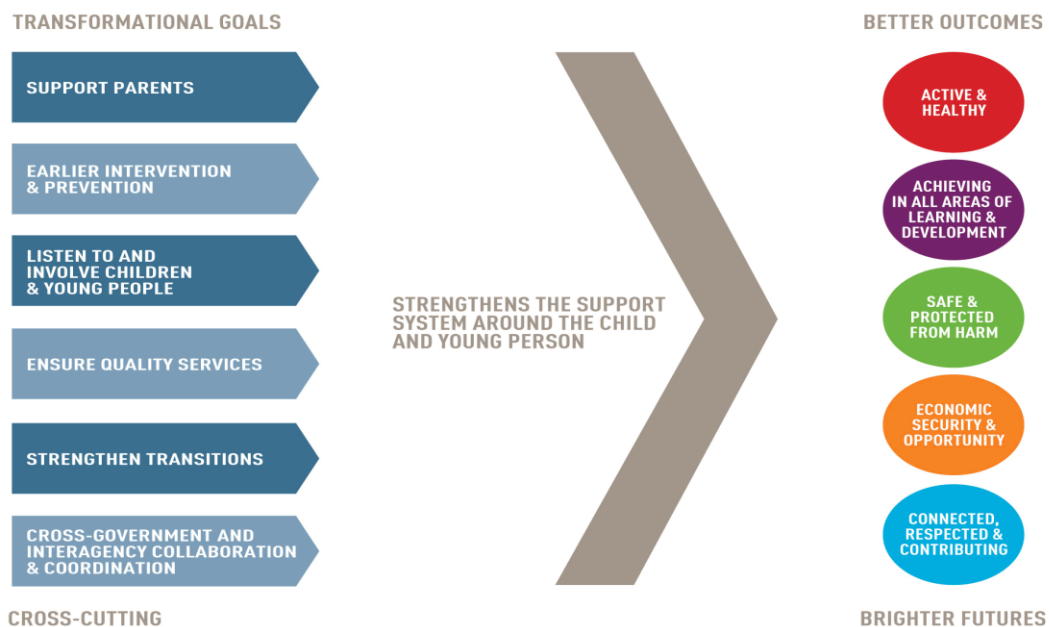 TRANSFORMATIONAL GOALS
SUPPORT PARENTS
EARLIER INTERVENTION
& PREVENTION
LISTEN TO AND
INVOLVE CHILDREN
& YOUNG PEOPLE
ENSURE QUALITY SERVICES
STRENGTHEN TRANSITIONS
CROSS-GOVERNMENT AND
INTERAGENCY COLLABORATION
& COORDINATION
CROSS-CUTTING
STRENGTHENS THE SUPPORT
SYSTEM AROUND THE CHILD
AND YOUNG PERSON
BETTER OUTCOMES
ACTIVE &
HEALTHY
ACHIEVING
IN ALL AREAS OF
LEARNING &
DEVELOPMENT
SAFE &
PROTECTED
FROM HARM
ECONOMIC
SECURITY &
OPPORTUNITY
CONNECTED,
RESPECTED &
CONTRIBUTING
BRIGHTER FUTURES